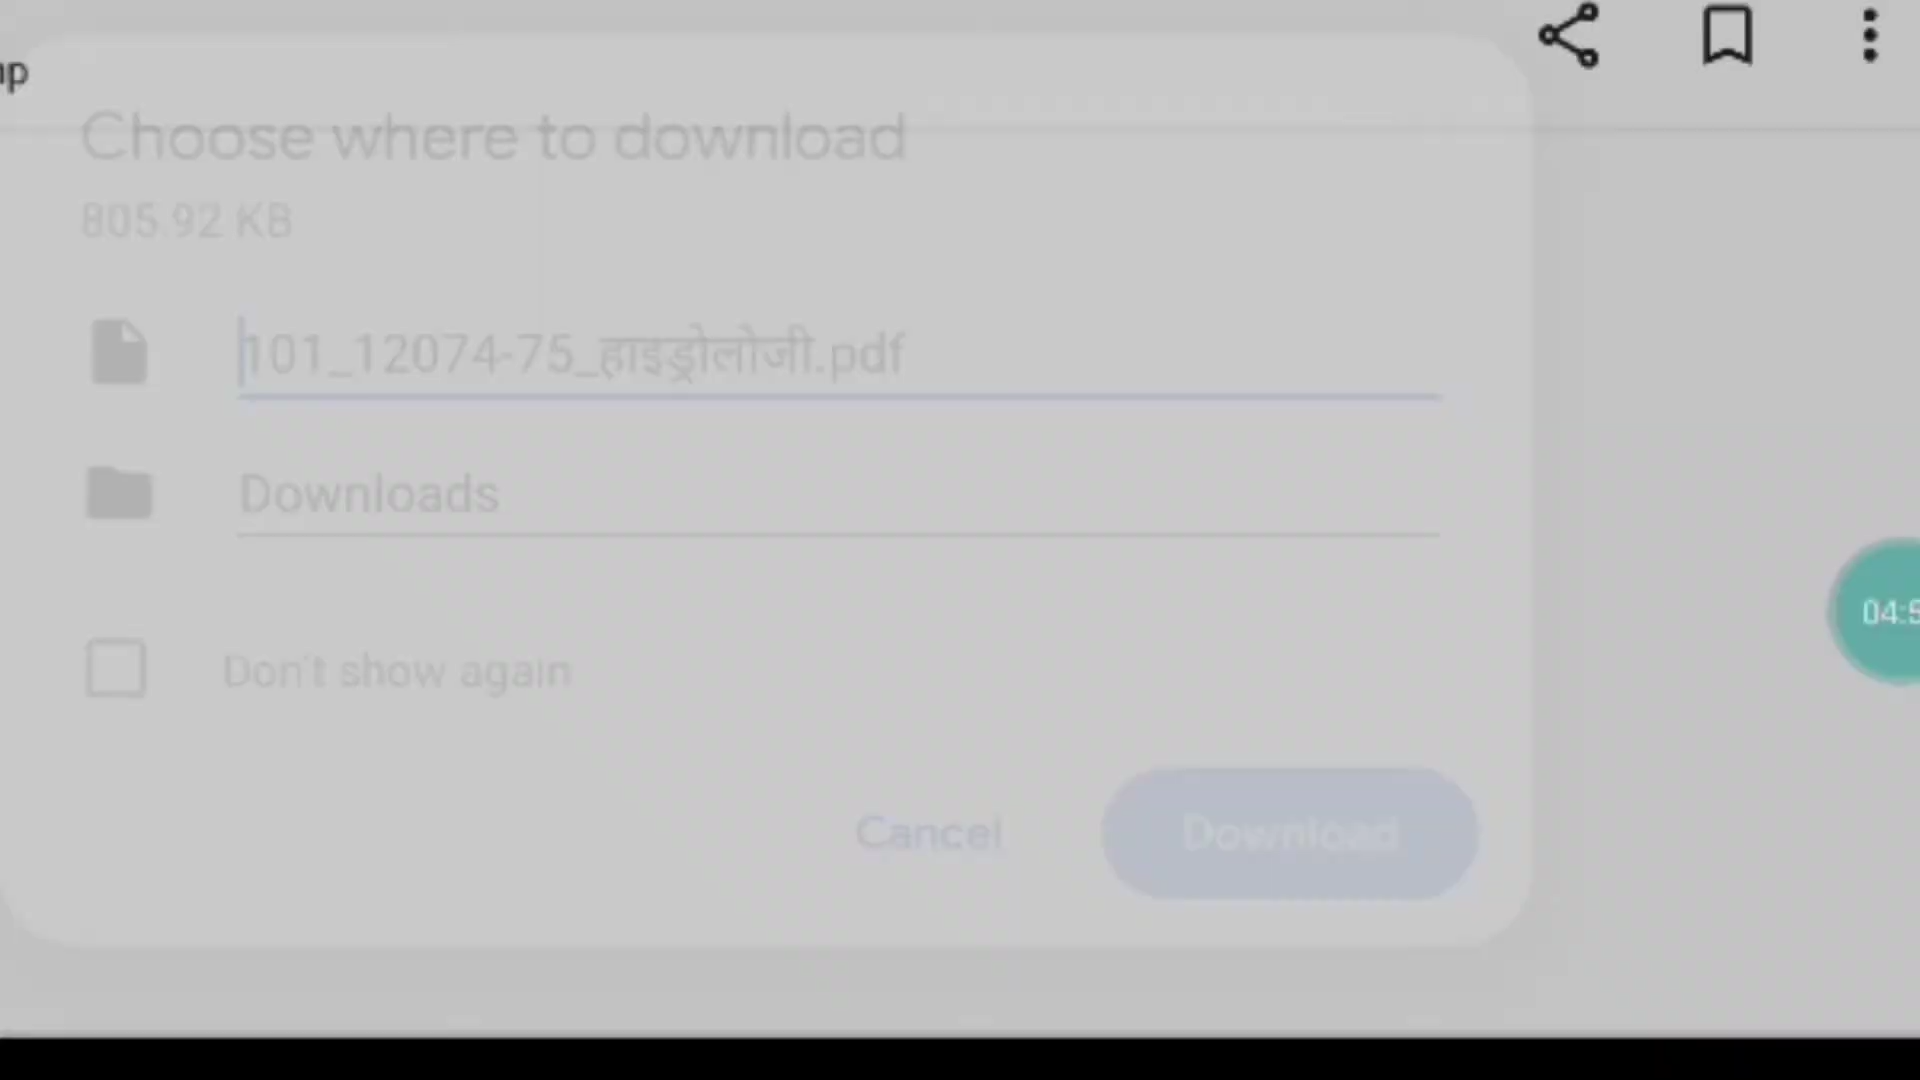 Choose where to download
805.92 KB
101_12074-75_हाइड्रोलोजी.pdf
Downloads
Don't show again
Cancel
Download